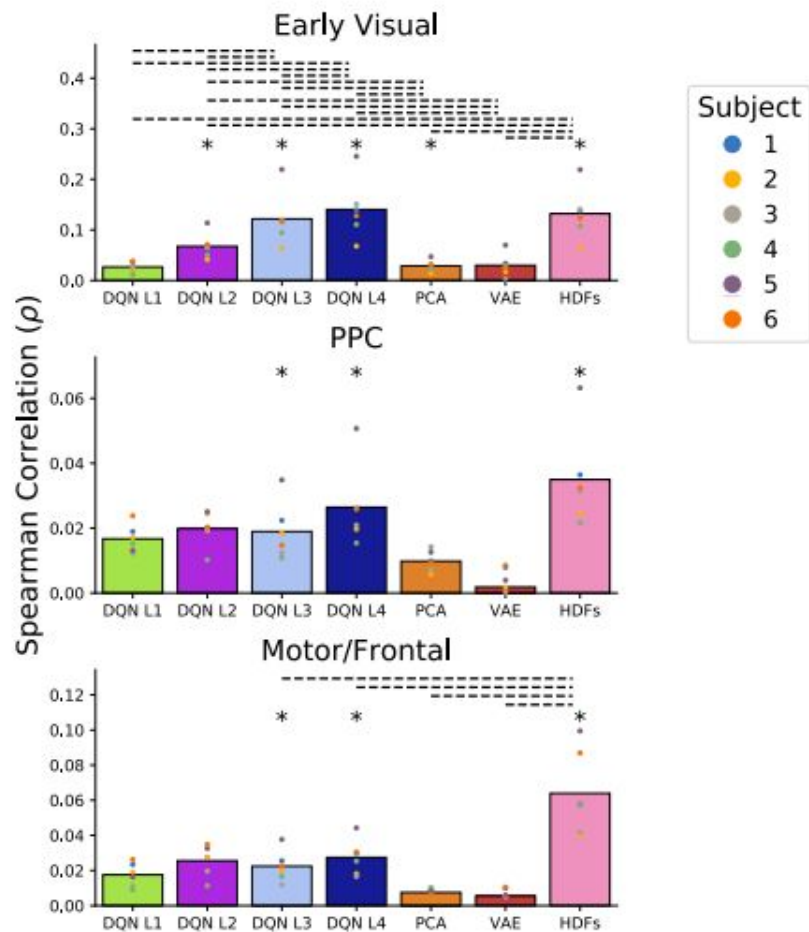 Early Visual
0.4
0.3
0.2
0.1
0.0
* * * * *
DQN L1 DQN L2 DQN L3 DQN L4 PCA VAE HDFs
Subject
1
2
3
4
5
6
Spearman Correlation (ρ)
PPC
0.06
0.04
0.02
0.00
* * *
DQN L1 DQN L2 DQN L3 DQN L4 PCA VAE HDFs
Motor/Frontal
0.12
0.10
0.08
0.06
0.04
0.02
0.00
* * *
DQN L1 DQN L2 DQN L3 DQN L4 PCA VAE HDFs